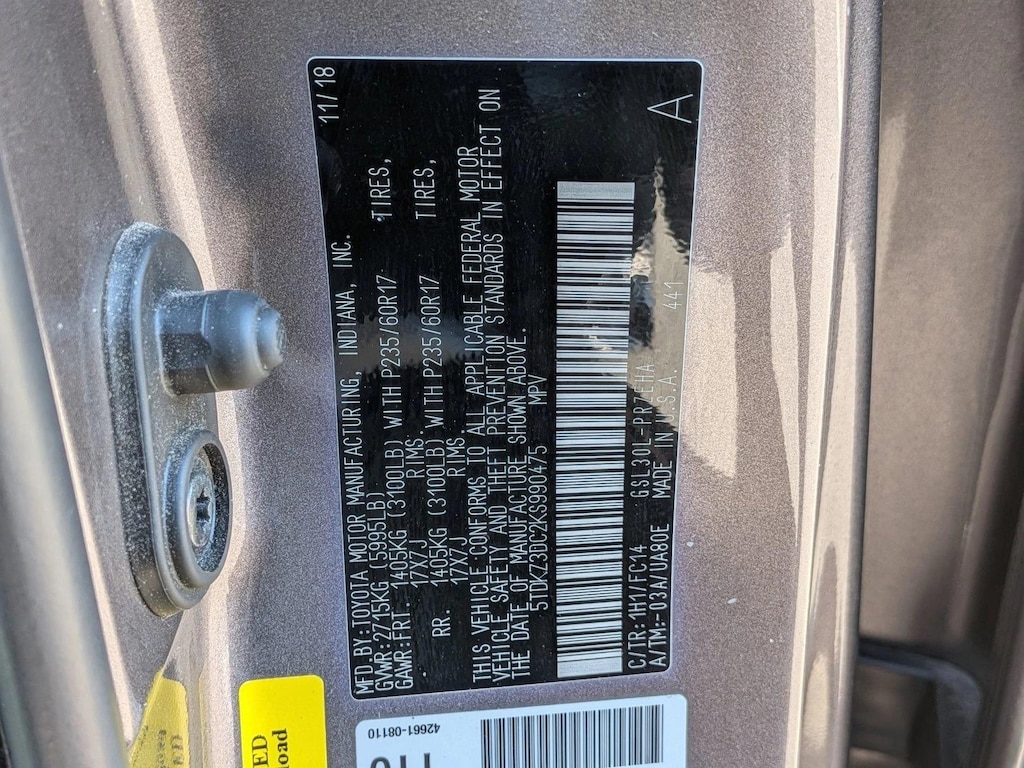 MFD.BY:TOYOTA MOTOR MANUFACTURING, INDIANA, INC. 11/18
GVWR:2715KG (5995LB)
GAWR:FRT 1405KG (3100LB) WITH P235/60R17 TIRES,
17X7J RIMS.
RR. 1405KG (3100LB) WITH P235/60R17 TIRES,
17X7J RIMS
THIS VEHICLE CONFORMS TO ALL APPLICABLE FEDERAL MOTOR
VEHICLE SAFETY AND THEFT PREVENTION STANDARDS IN EFFECT ON
THE DATE OF MANUFACTURE SHOWN ABOVE.
5TDKZ3DC2KS990475 MPV
C/TR:1H1/FC14 GSL30L-PRZEHA
A/TM:-03A/UA80E MADE IN U.S.A. 441 A
42661-08110